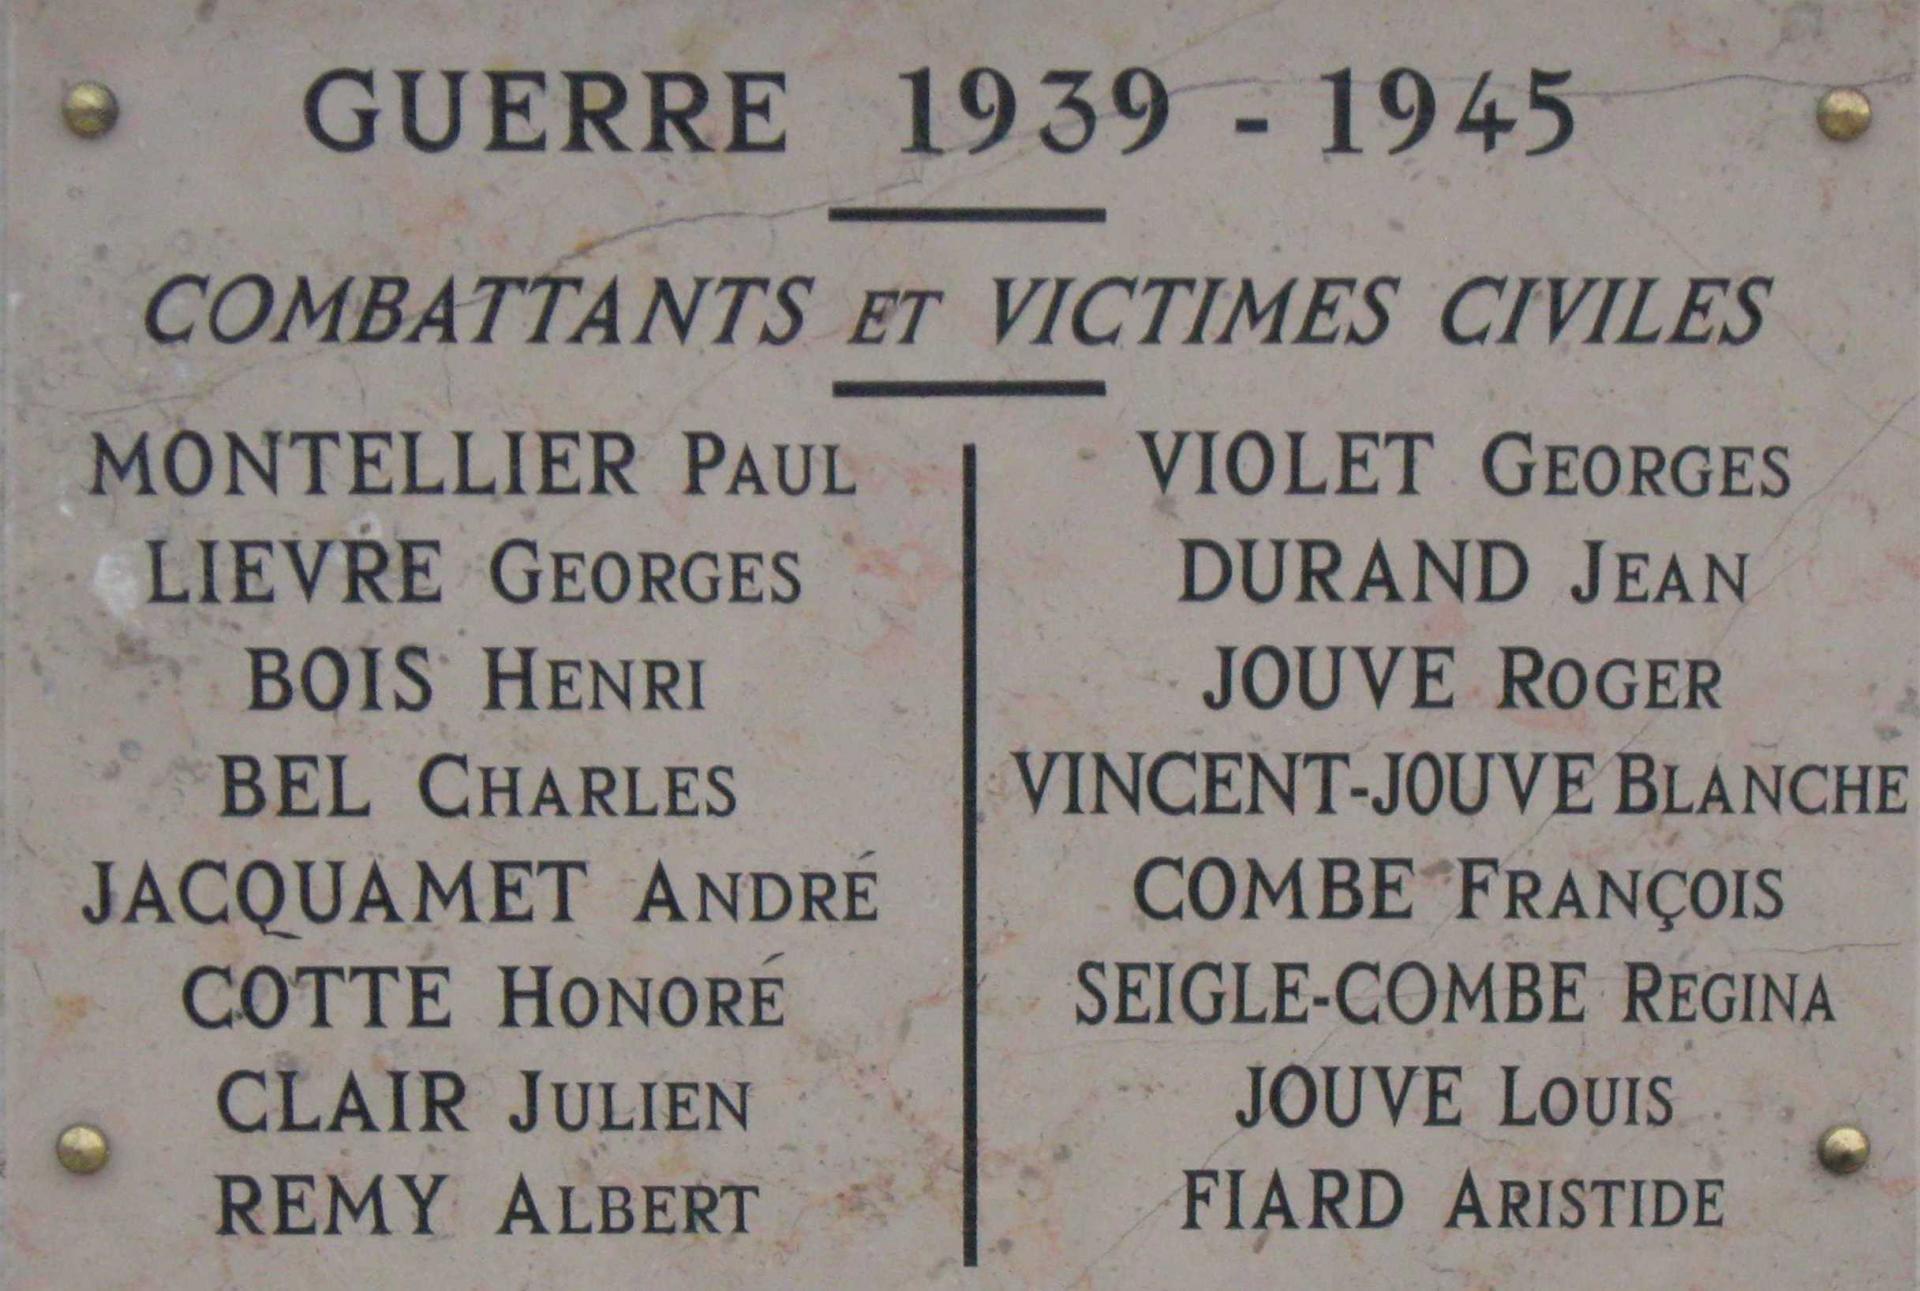 GUERRE 1939 - 1945
COMBATTANTS ET VICTIMES CIVILES
MONTELLIER PAUL
LIEVRE GEORGES
BOIS HENRI
BEL CHARLES
JACQUAMET ANDRÉ
COTTE HONORÉ
CLAIR JULIEN
REMY ALBERT
VIOLET GEORGES
DURAND JEAN
JOUVE ROGER
VINCENT-JOUVE BLANCHE
COMBE FRANÇOIS
SEIGLE-COMBE REGINA
JOUVE LOUIS
FIARD ARISTIDE